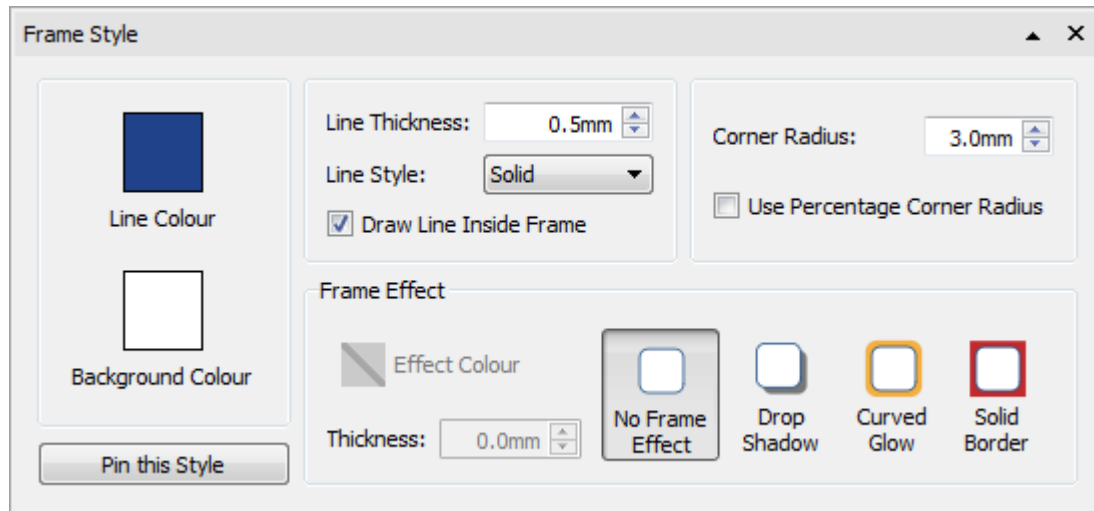 Frame Style
Line Colour
Background Colour
Pin this Style
Line Thickness: 0.5mm
Line Style: Solid
Draw Line Inside Frame
Corner Radius: 3.0mm
Use Percentage Corner Radius
Frame Effect
Effect Colour
Thickness: 0.0mm
No Frame
Effect
Drop
Shadow
Curved
Glow
Solid
Border